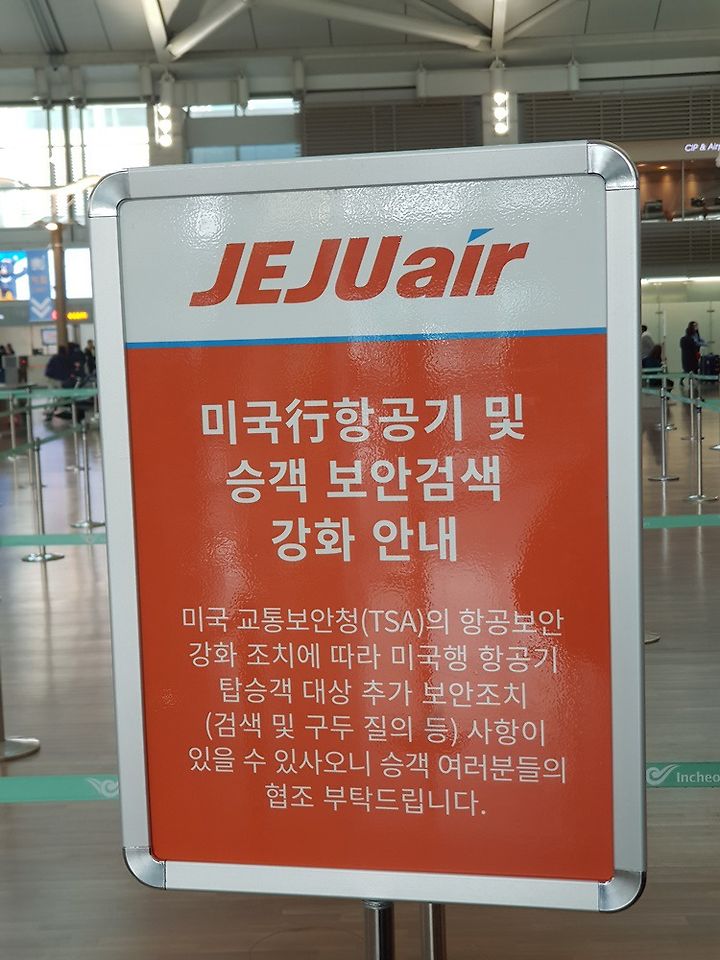 JEJUair
미국行항공기 및
승객 보안검색
강화 안내
미국 교통보안청(TSA)의 항공보안
강화 조치에 따라 미국행 항공기
탑승객 대상 추가 보안조치
(검색 및 구두 질의 등) 사항이
있을 수 있사오니 승객 여러분들의
협조 부탁드립니다.
CIP & Air
Incheo